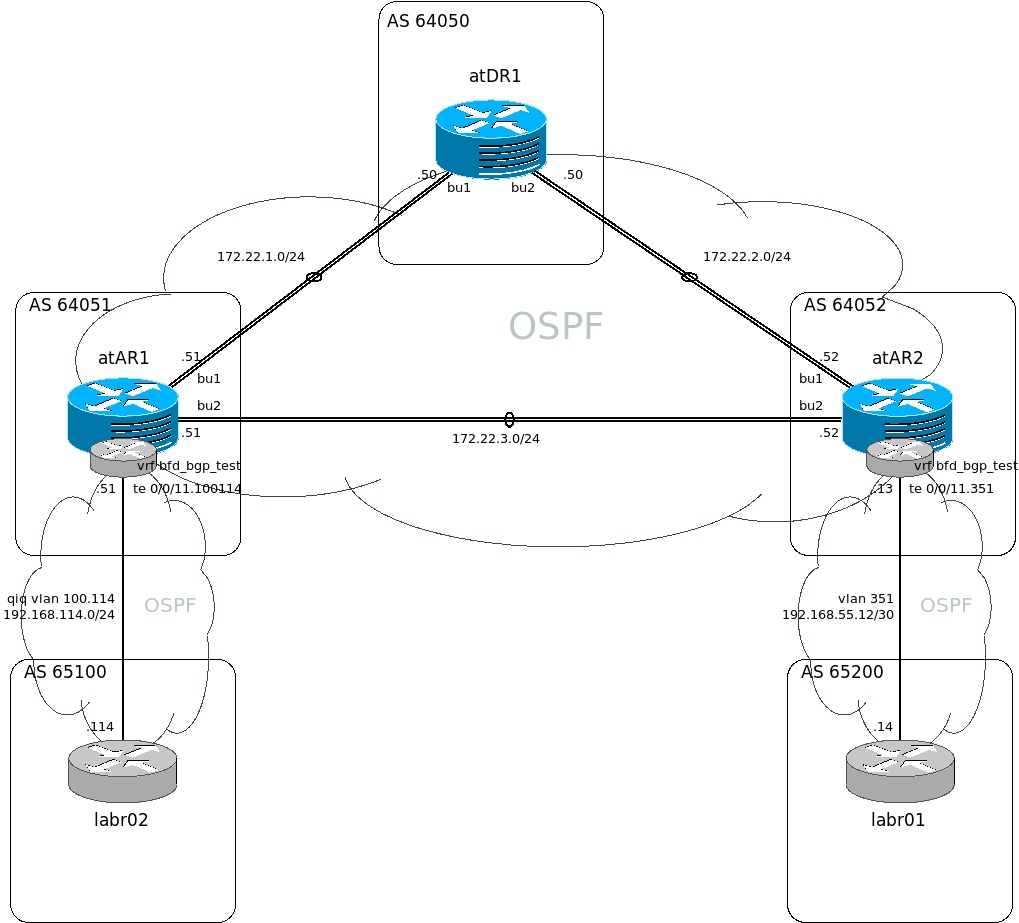 AS 64050
atDR1
.50
.50
bu1
bu2
172.22.1.0/24
172.22.2.0/24
AS 64051
AS 64052
OSPF
atAR1
.51
.52
atAR2
bu1
bu1
bu2
bu2
.51
.52
172.22.3.0/24
vrf bfd_bgp_test
vrf bfd_bgp_test
.51
te 0/0/11.100114
.13
te 0/0/11.351
qiq vlan 100.114
vlan 351
OSPF
OSPF
192.168.114.0/24
192.168.55.12/30
AS 65100
AS 65200
.114
.14
labr02
labr01